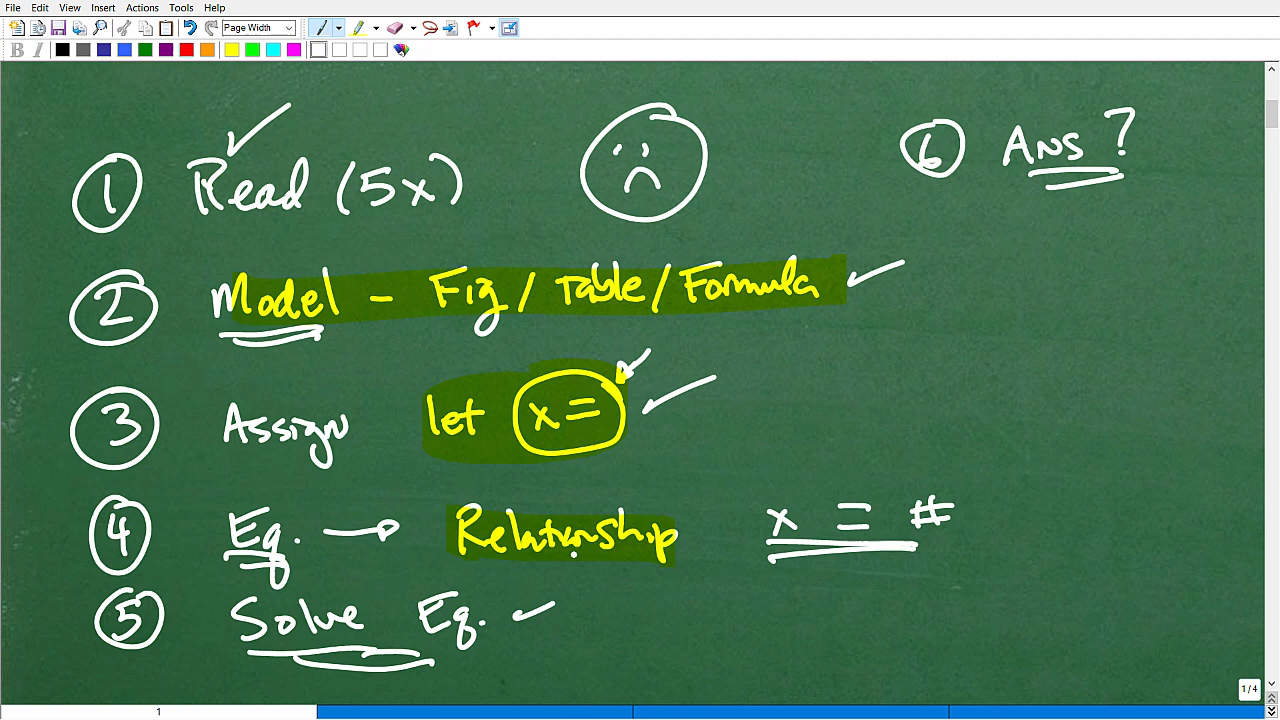 File Edit View Insert Actions Tools Help
Page Width
B I
1 Read (5x)
6 Ans?
2 Model - Fig / Table / Formula
3 Assign let x =
4 Eq. → Relationship x = #
5 Solve Eq.
1/4
1